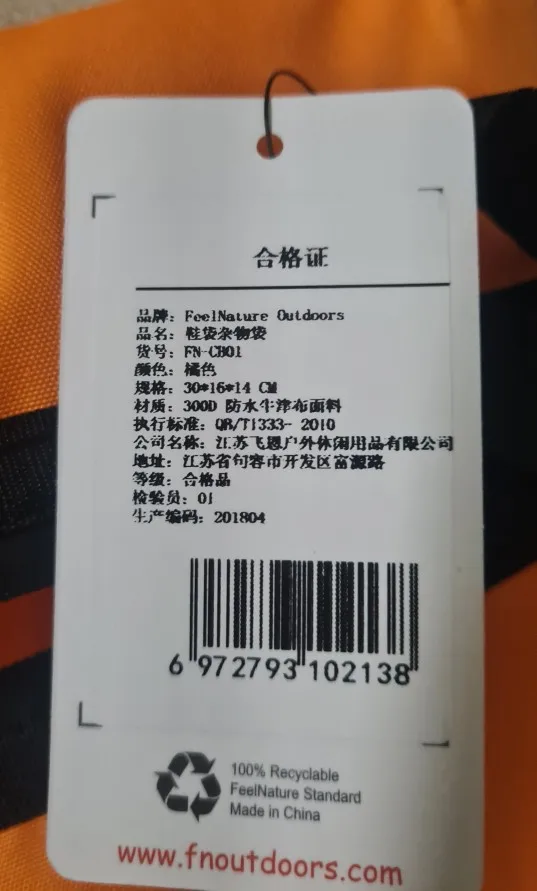 合格证
品牌：FeelNature Outdoors
品名：鞋袋杂物袋
货号：FN-CB01
颜色：橘色
规格：30*16*14 CM
材质：300D 防水牛津布面料
执行标准：QB/T1333- 2010
公司名称：江苏飞恩户外休闲用品有限公司
地址：江苏省句容市开发区富源路
等级：合格品
检验员：01
生产编码：201804
6 972793 102138
100% Recyclable
FeelNature Standard
Made in China
www.fnoutdoors.com